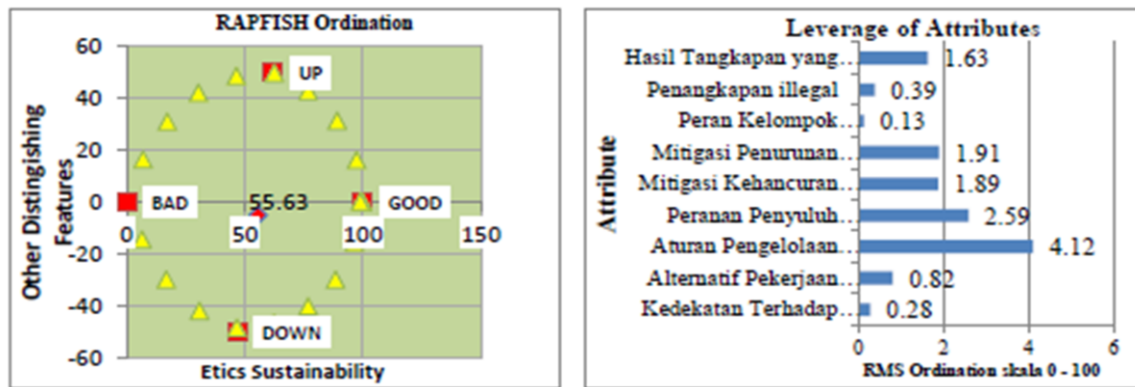 RAPFISH Ordination
60
40
20
0
-20
-40
-60
0
50
100
150
UP
BAD
55.63
GOOD
DOWN
Other Distingishing
Features
Etics Sustainability
Leverage of Attributes
Attribute
Hasil Tangkapan yang 1.63
Penangkapan illegal 0.39
Peran Kelompok 0.13
Mitigasi Penurunan… 1.91
Mitigasi Kehancuran… 1.89
Peranan Penyuluh… 2.59
Aturan Pengelolaan… 4.12
Alternatif Pekerjaan… 0.82
Kedekatan Terhadap… 0.28
0 2 4 6
RMS Ordination skala 0 - 100